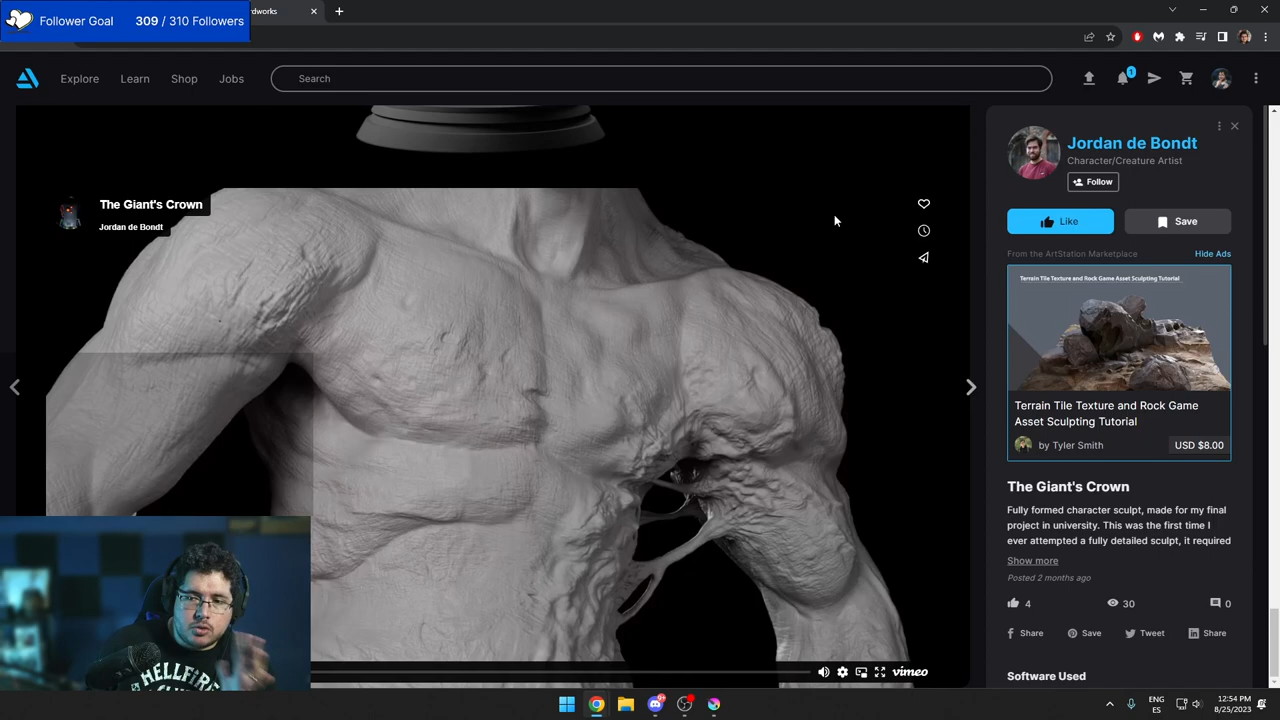 Follower Goal
309 / 310 Followers
dworks
Explore
Learn
Shop
Jobs
Search
1
The Giant's Crown
Jordan de Bondt
vimeo
HELLFIRE
Jordan de Bondt
Character/Creature Artist
Follow
Like
Save
From the ArtStation Marketplace
Hide Ads
Terrain Tile Texture and Rock Game Asset Sculpting Tutorial
Terrain Tile Texture and Rock Game
Asset Sculpting Tutorial
by Tyler Smith
USD $8.00
The Giant's Crown
Fully formed character sculpt, made for my final
project in university. This was the first time I
ever attempted a fully detailed sculpt, it required
Show more
Posted 2 months ago
4
30
0
Share
Save
Tweet
Share
Software Used
9+
ENG
ES
12:54 PM
8/25/2023